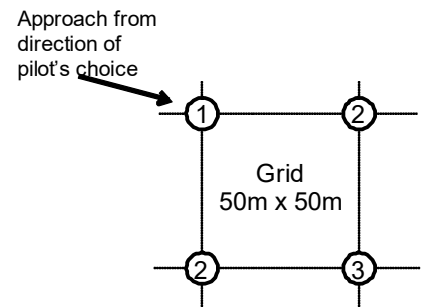 Approach from
direction of
pilot's choice
1
2
Grid
50m x 50m
2
3